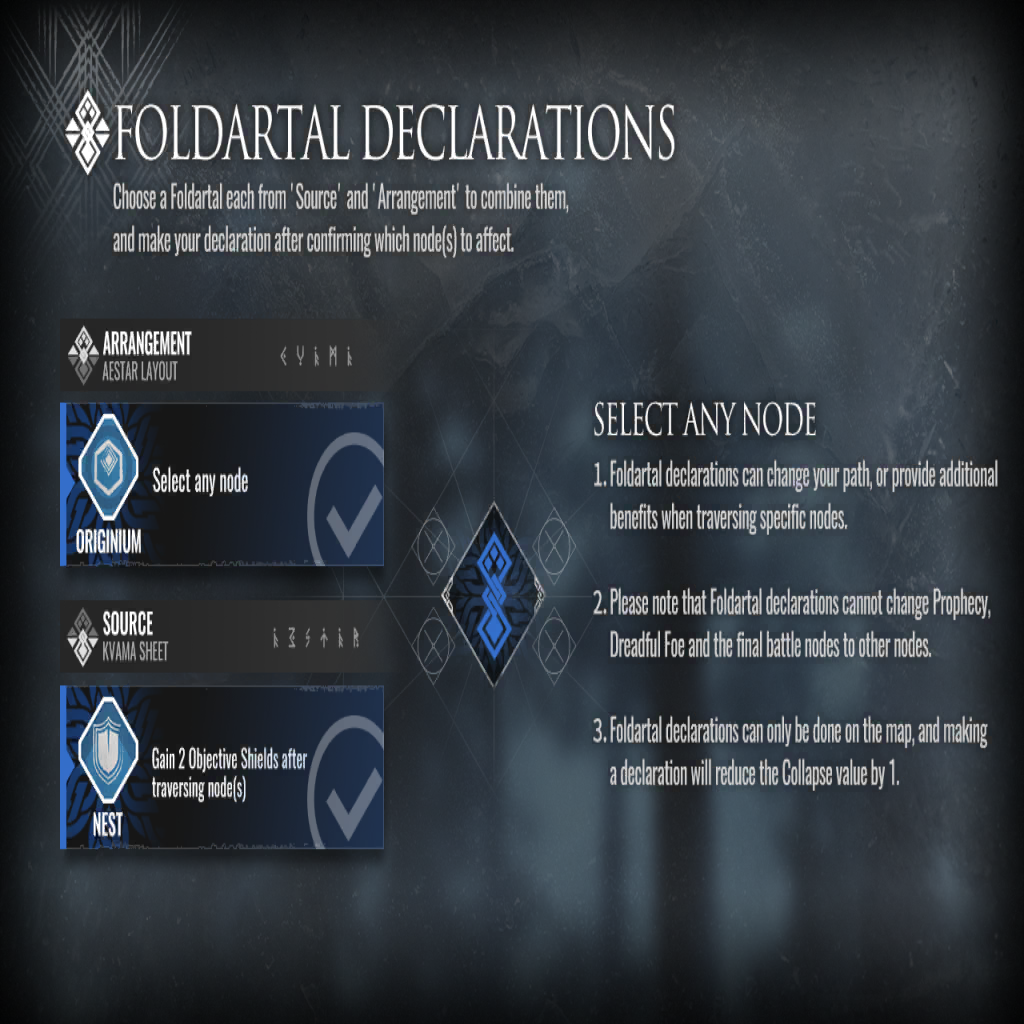 FOLDARTAL DECLARATIONS
Choose a Foldartal each from 'Source' and 'Arrangement' to combine them,
and make your declaration after confirming which node(s) to affect.
ARRANGEMENT
AESTAR LAYOUT
Select any node
ORIGINIUM
SOURCE
KVAMA SHEET
Gain 2 Objective Shields after
traversing node(s)
NEST
SELECT ANY NODE
1. Foldartal declarations can change your path, or provide additional
benefits when traversing specific nodes.
2. Please note that Foldartal declarations cannot change Prophecy,
Dreadful Foe and the final battle nodes to other nodes.
3. Foldartal declarations can only be done on the map, and making
a declaration will reduce the Collapse value by 1.